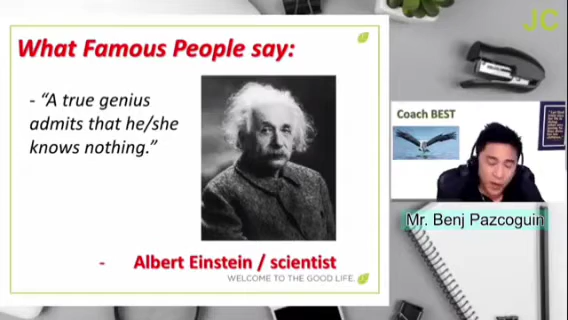 JC
What Famous People say:
- “A true genius
admits that he/she
knows nothing.”
- Albert Einstein / scientist
WELCOME TO THE GOOD LIFE.
Coach BEST
Mr. Benj Pazcoguin